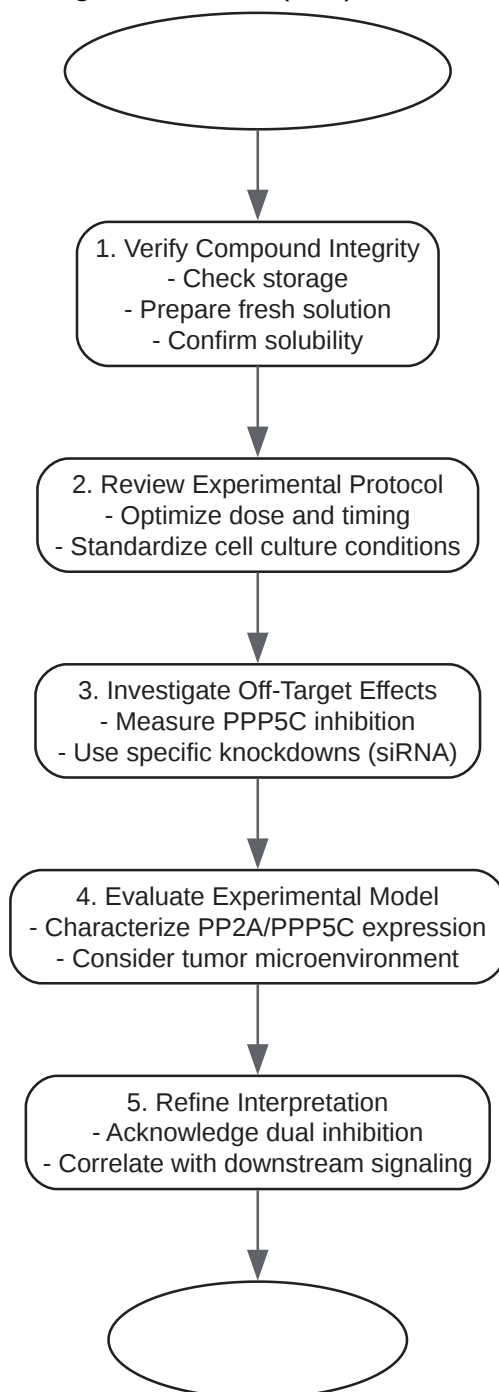 1. Verify Compound Integrity
- Check storage
- Prepare fresh solution
- Confirm solubility
2. Review Experimental Protocol
- Optimize dose and timing
- Standardize cell culture conditions
3. Investigate Off-Target Effects
- Measure PPP5C inhibition
- Use specific knockdowns (siRNA)
4. Evaluate Experimental Model
- Characterize PP2A/PPP5C expression
- Consider tumor microenvironment
5. Refine Interpretation
- Acknowledge dual inhibition
- Correlate with downstream signaling